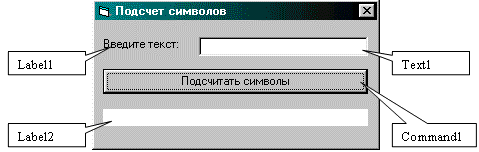 Подсчет символов
Введите текст:
Label1
Text1
Подсчитать символы
Label2
Command1